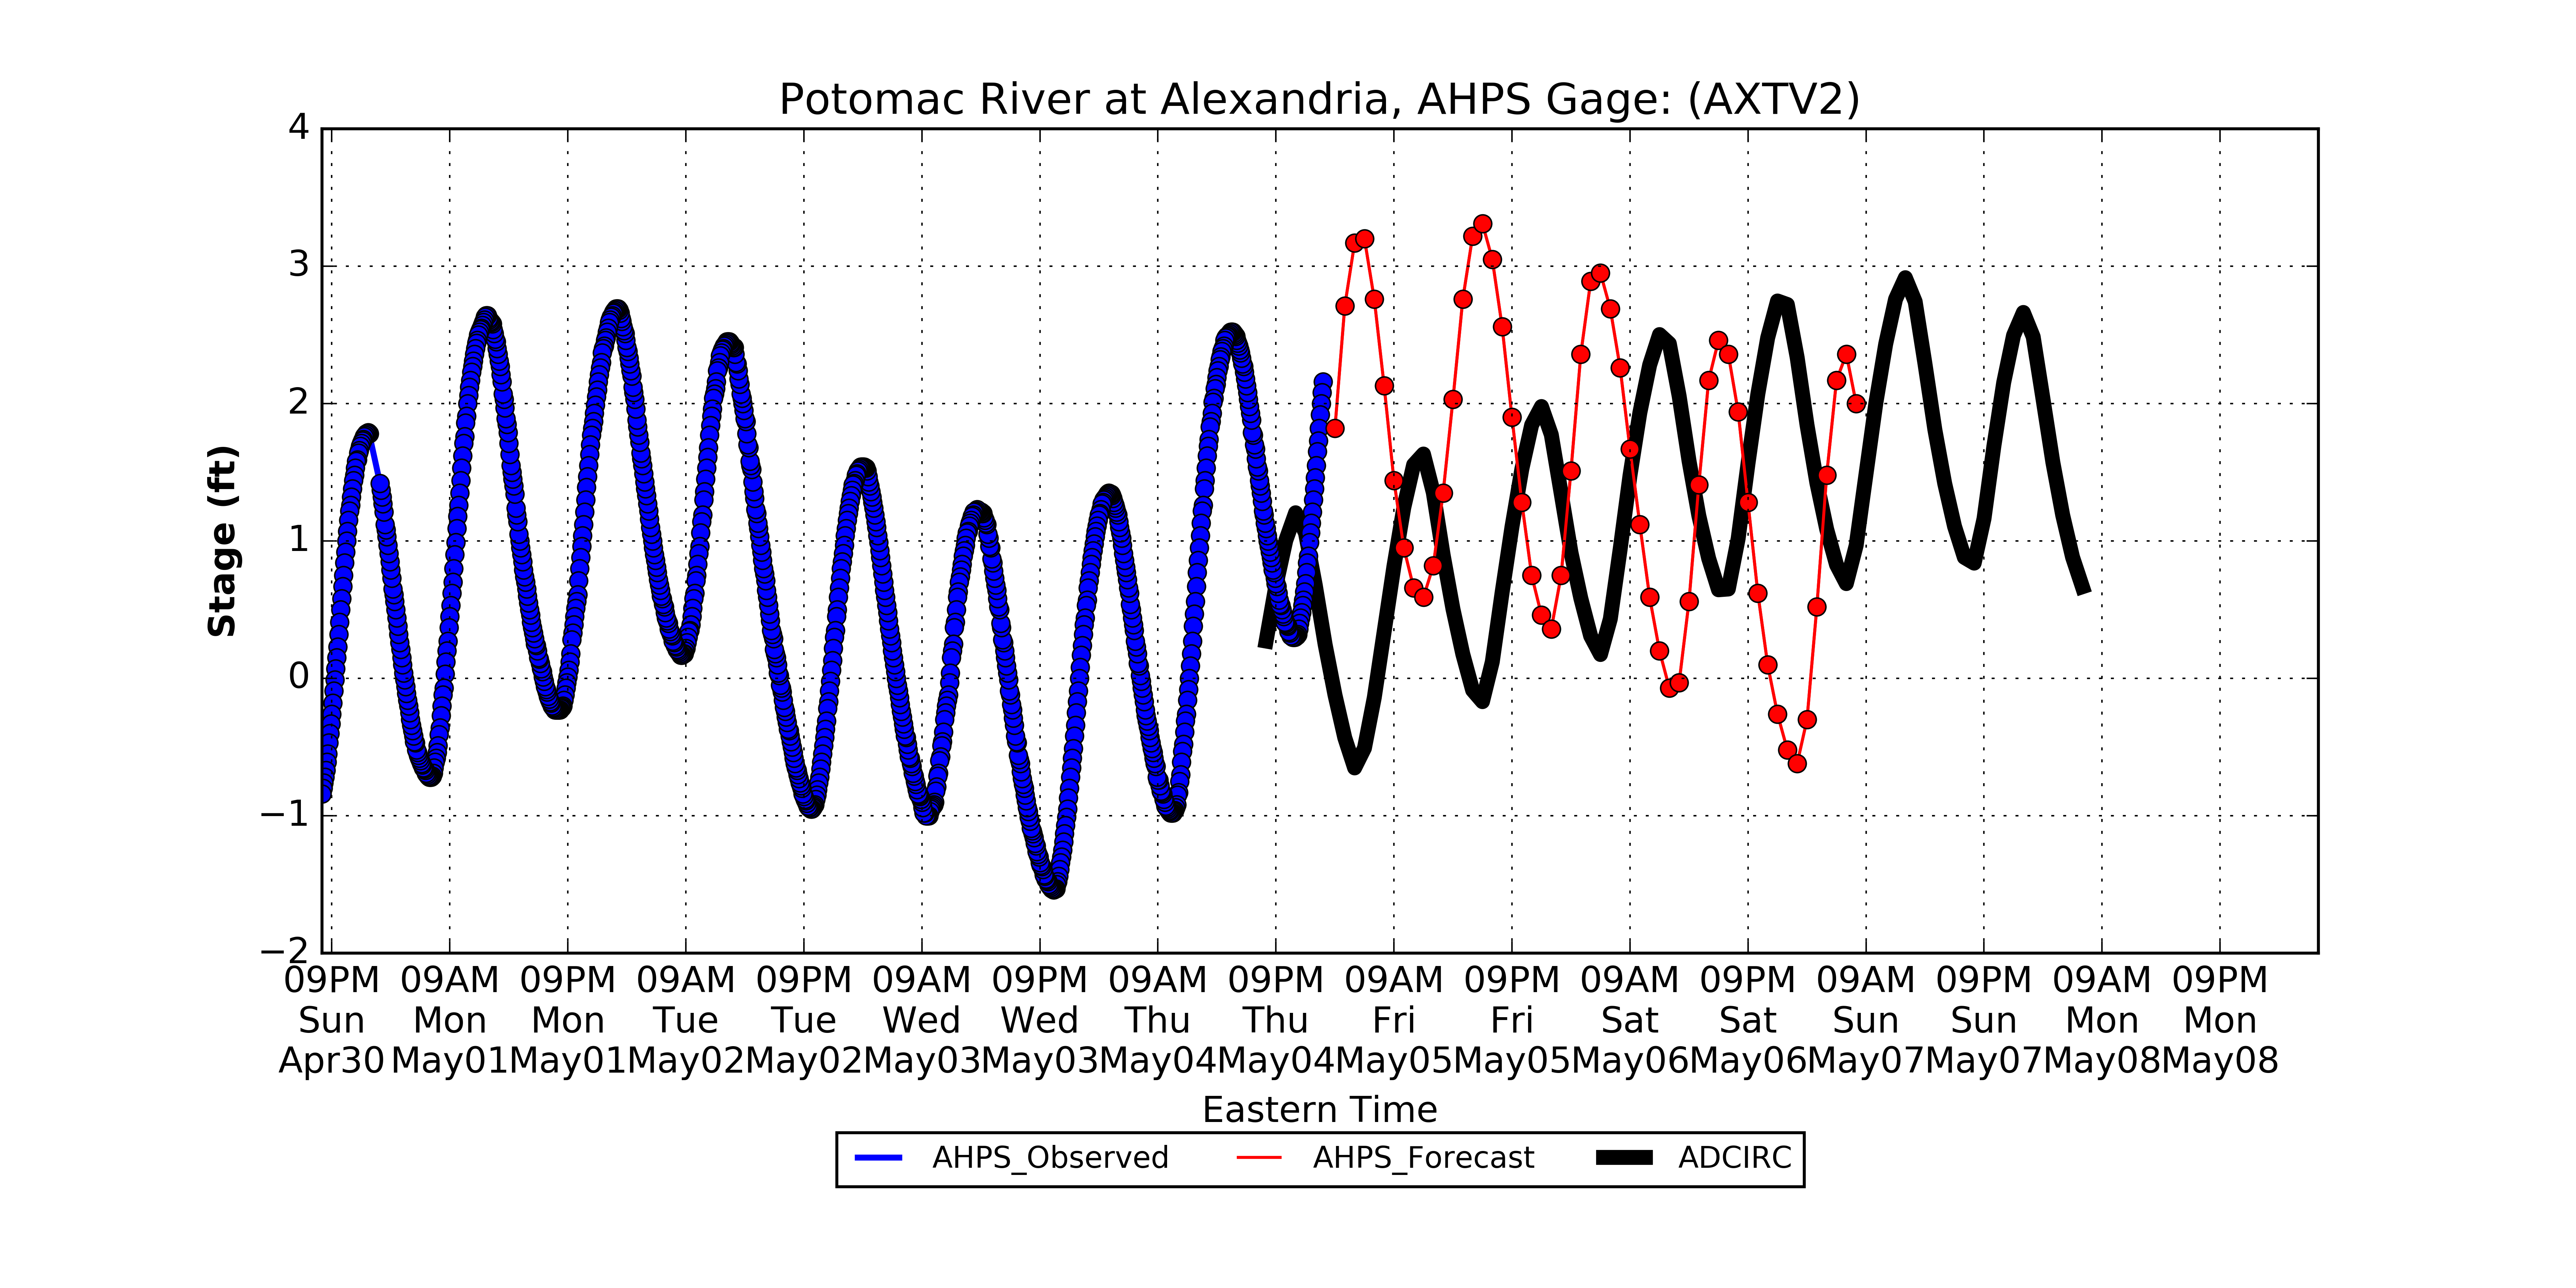 Potomac River at Alexandria, AHPS Gage: (AXTV2)
4
3
2
1
0
−1
−2
Stage (ft)
09PM 09AM 09PM 09AM 09PM 09AM 09PM 09AM 09PM 09AM 09PM 09AM 09PM 09AM 09PM 09AM 09PM
Sun Mon Mon Tue Tue Wed Wed Thu Thu Fri Fri Sat Sat Sun Sun Mon Mon
Apr30 May01 May01 May02 May02 May03 May03 May04 May04 May05 May05 May06 May06 May07 May07 May08 May08
Eastern Time
AHPS_Observed AHPS_Forecast ADCIRC